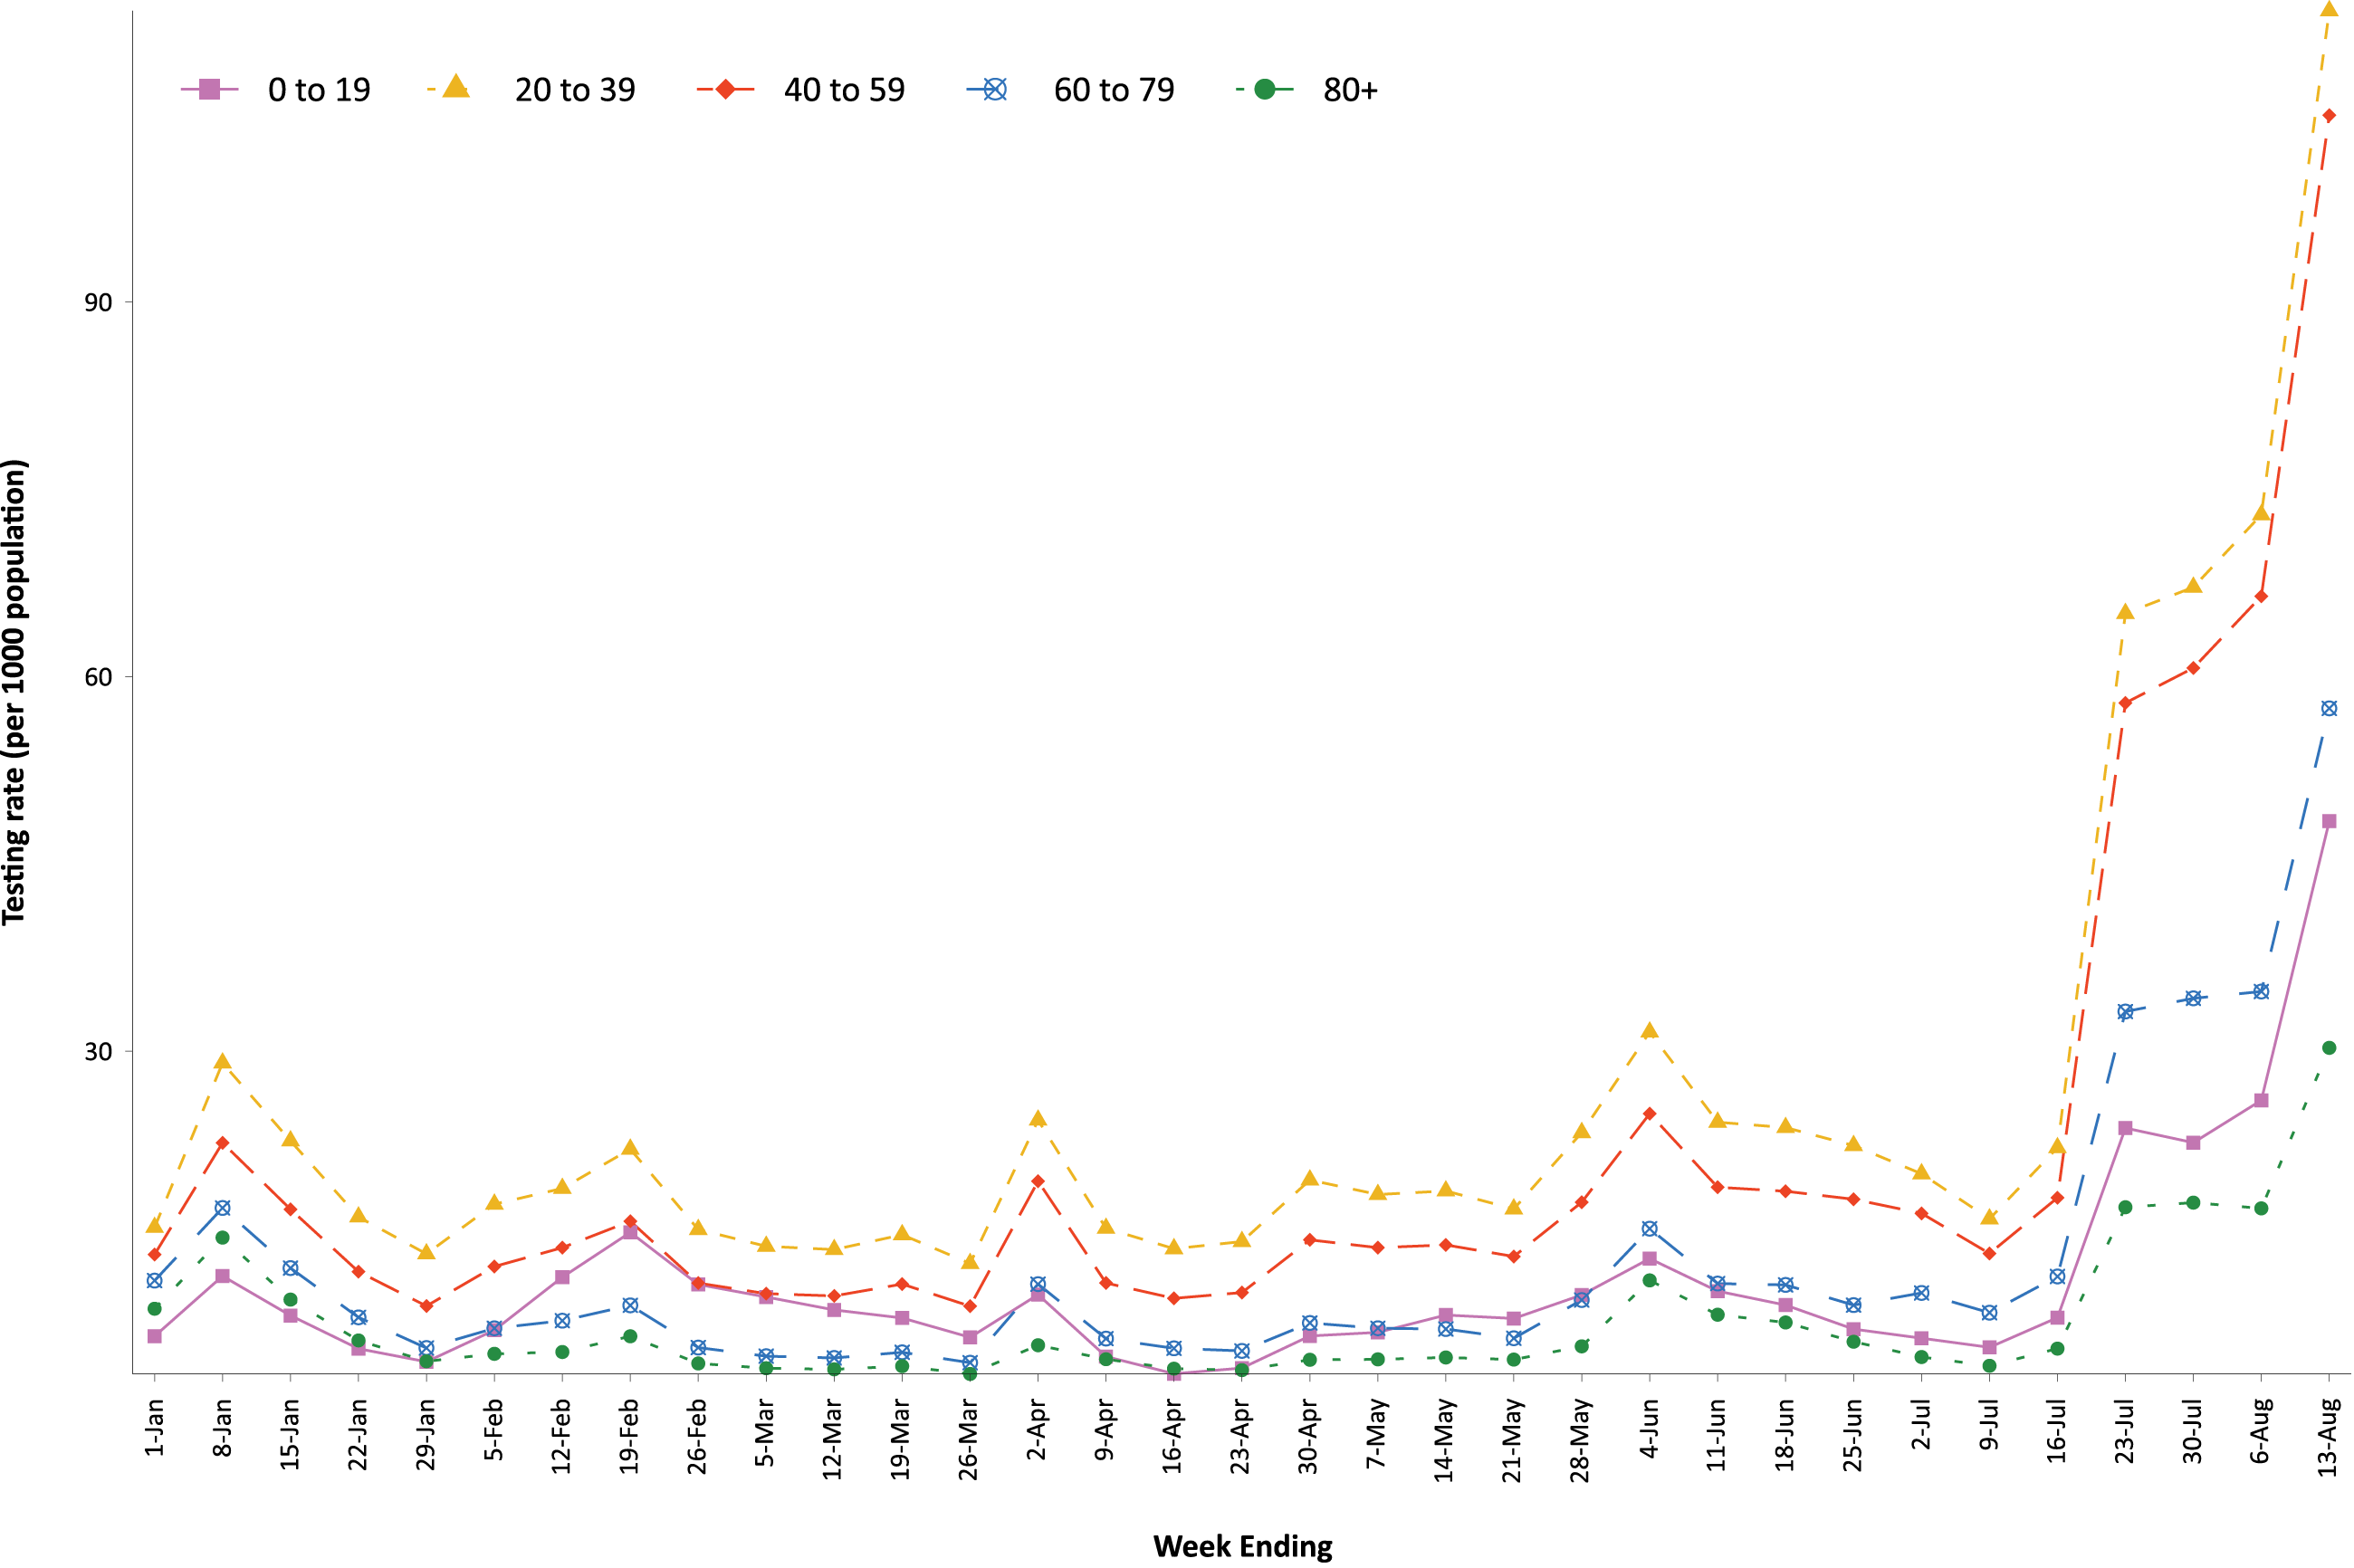 0 to 19 20 to 39 40 to 59 60 to 79 80+
Testing rate (per 1000 population)
90
60
30
1-Jan 8-Jan 15-Jan 22-Jan 29-Jan 5-Feb 12-Feb 19-Feb 26-Feb 5-Mar 12-Mar 19-Mar 26-Mar 2-Apr 9-Apr 16-Apr 23-Apr 30-Apr 7-May 14-May 21-May 28-May 4-Jun 11-Jun 18-Jun 25-Jun 2-Jul 9-Jul 16-Jul 23-Jul 30-Jul 6-Aug 13-Aug
Week Ending